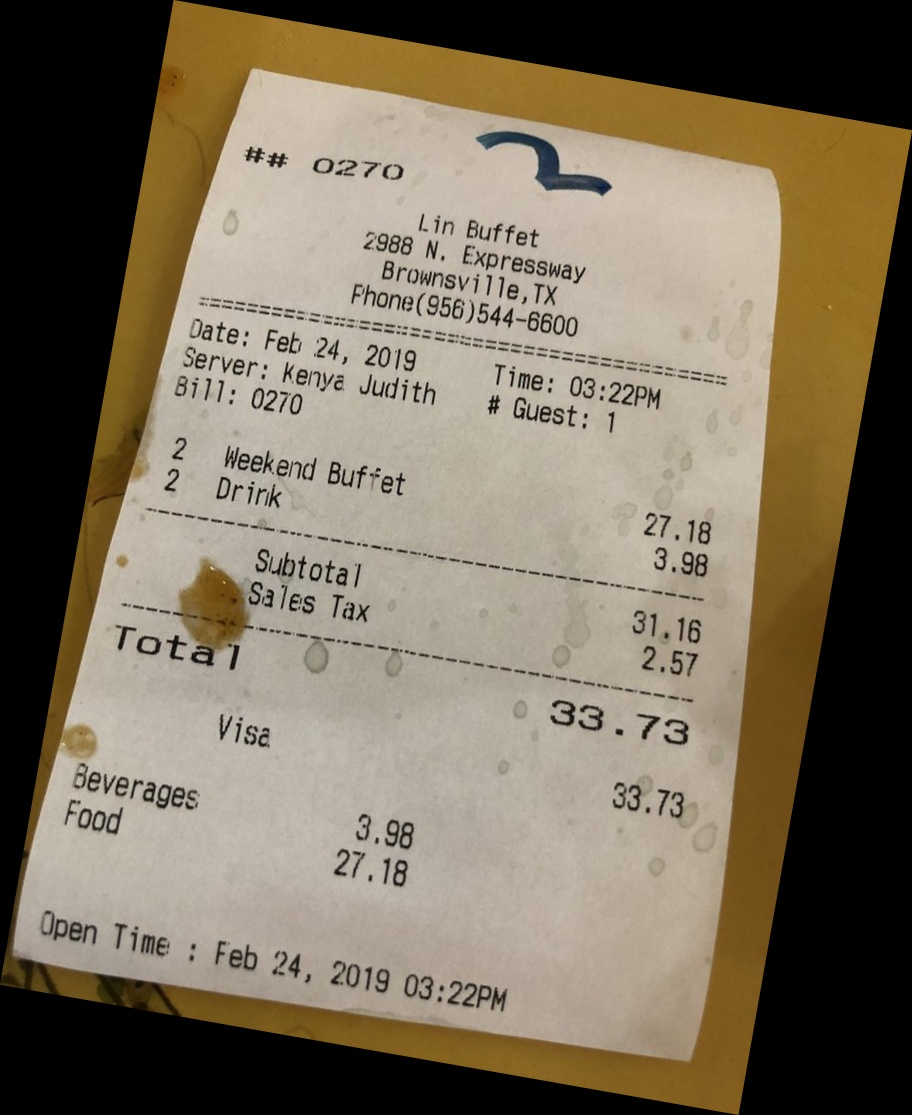 ## 0270 2
Lin Buffet
2988 N. Expressway
Brownsville,TX
Phone(956)544-6600
================================================
Date: Feb 24, 2019 Time: 03:22PM
Server: Kenya Judith # Guest: 1
Bill: 0270
2 Weekend Buffet 27.18
2 Drink 3.98
------------------------------------------------
Subtotal 31.16
Sales Tax 2.57
------------------------------------------------
Total 33.73
Visa 33.73
Beverages 3.98
Food 27.18
Open Time : Feb 24, 2019 03:22PM